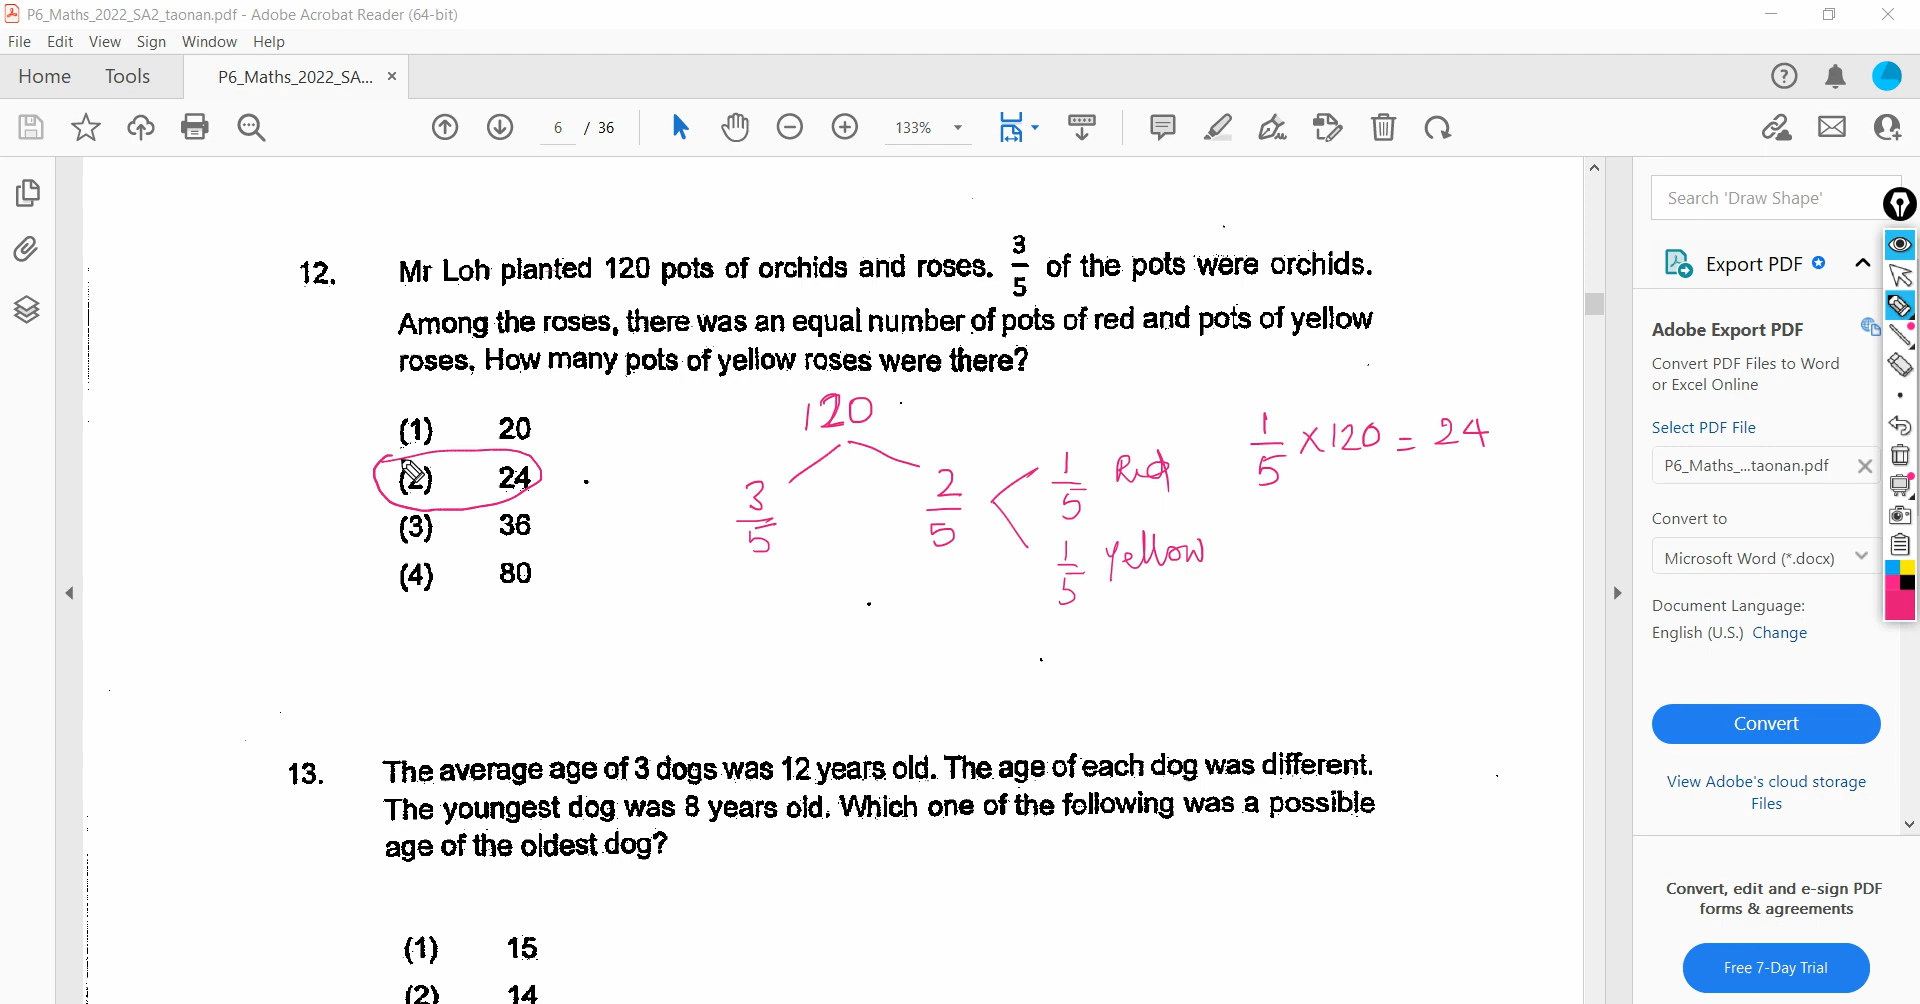 P6_Maths_2022_SA2_taonan.pdf - Adobe Acrobat Reader (64-bit)
File Edit View Sign Window Help
Home Tools P6_Maths_2022_SA... ×
6 / 36 133%
Search 'Draw Shape'
Export PDF
Adobe Export PDF
Convert PDF Files to Word
or Excel Online
Select PDF File
P6_Maths_...taonan.pdf
Convert to
Microsoft Word (*.docx)
Document Language:
English (U.S.) Change
Convert
View Adobe's cloud storage
Files
Convert, edit and e-sign PDF
forms & agreements
Free 7-Day Trial
12. Mr Loh planted 120 pots of orchids and roses. 3/5 of the pots were orchids.
Among the roses, there was an equal number of pots of red and pots of yellow
roses. How many pots of yellow roses were there?
(1) 20
(2) 24
(3) 36
(4) 80
120
3/5 2/5
1/5 Red
1/5 yellow
1/5 × 120 = 24
13. The average age of 3 dogs was 12 years old. The age of each dog was different.
The youngest dog was 8 years old. Which one of the following was a possible
age of the oldest dog?
(1) 15
(2) 14